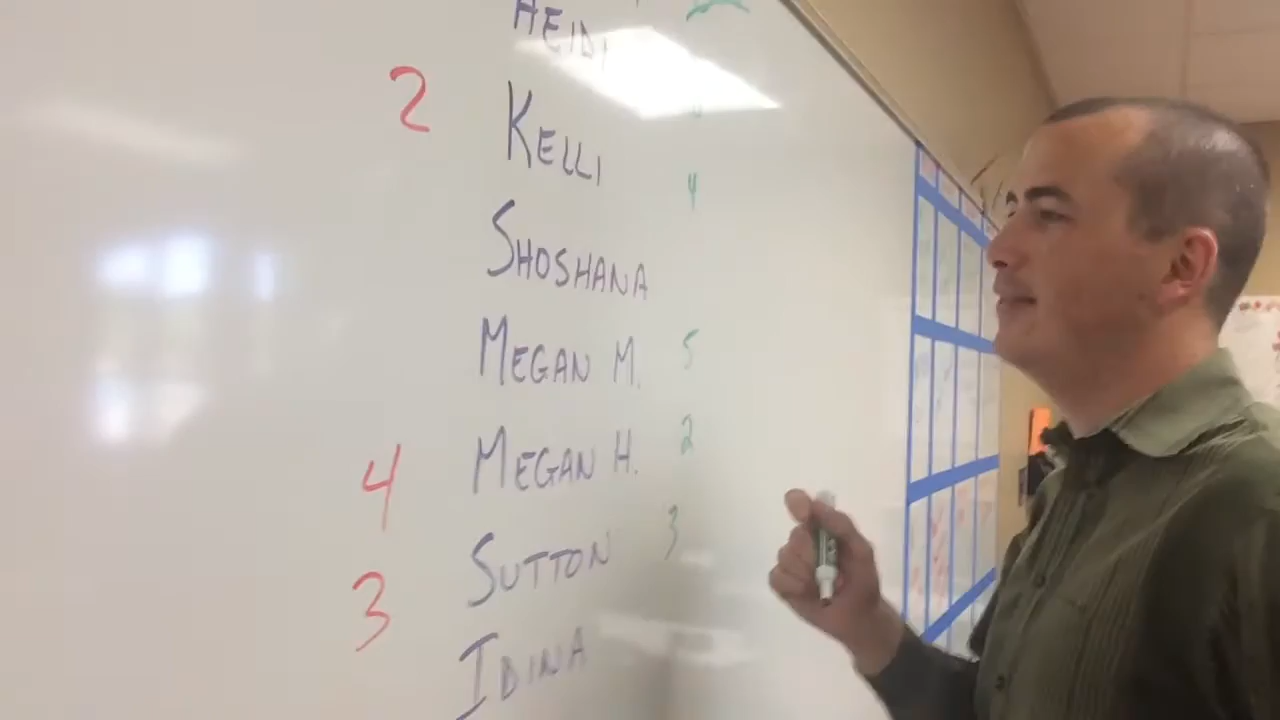 HEIDI
2 KELLI
4
SHOSHANA
MEGAN M. 5
4 MEGAN H. 2
3 SUTTON 3
IDINA